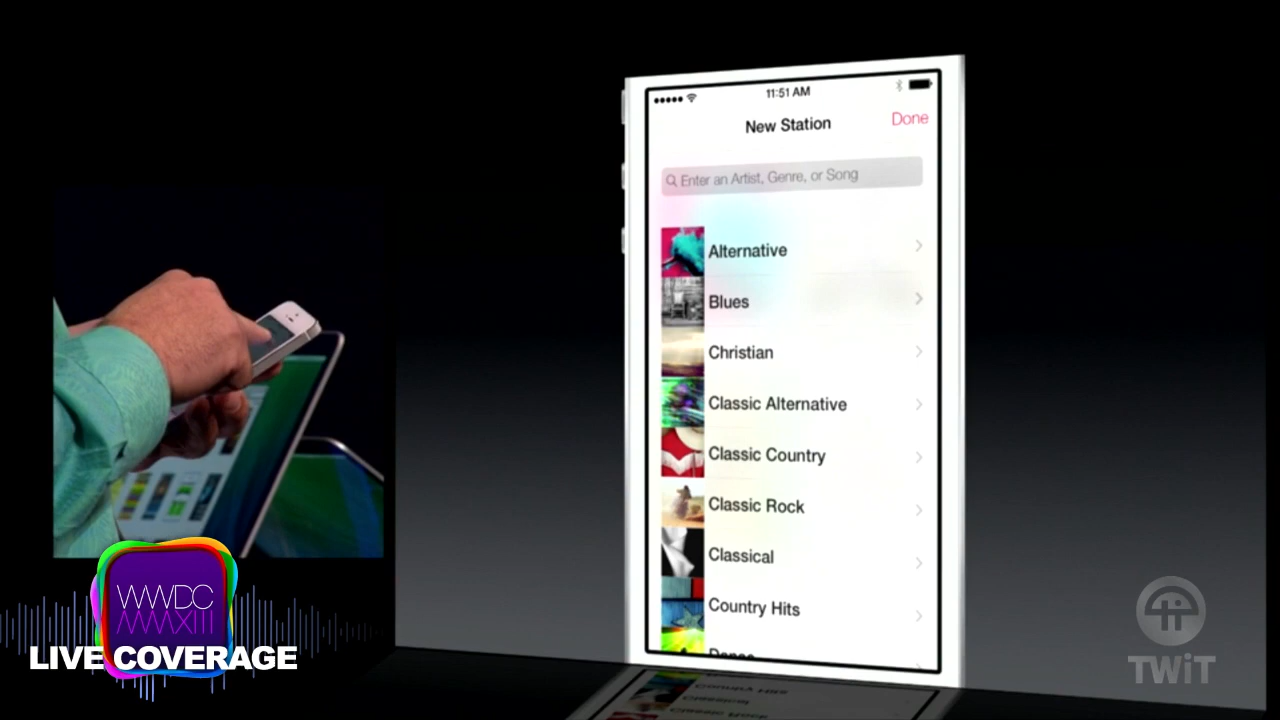 11:51 AM
New Station
Done
Enter an Artist, Genre, or Song
Alternative
Blues
Christian
Classic Alternative
Classic Country
Classic Rock
Classical
Country Hits
Dance
WWDC
MMXIII
LIVE COVERAGE
TWiT